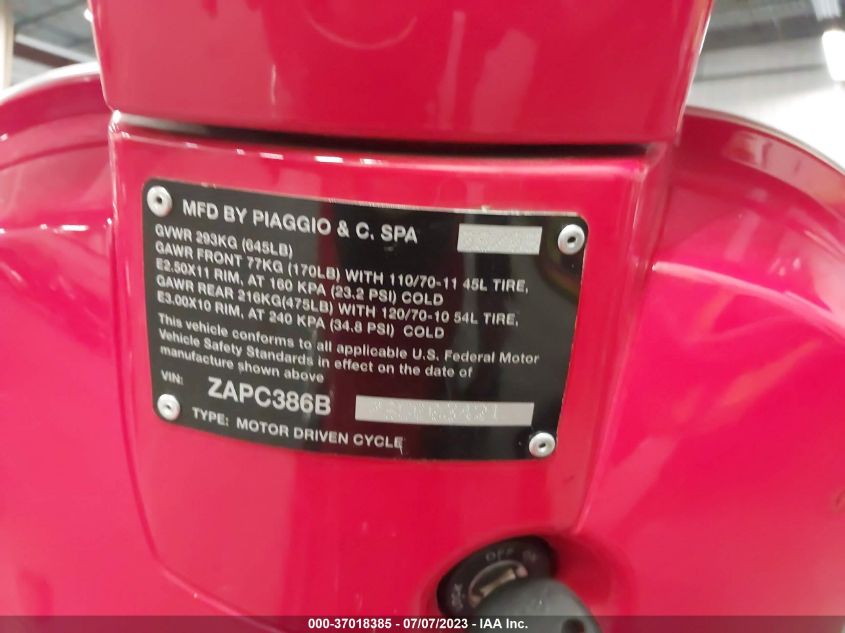 MFD BY PIAGGIO & C. SPA
GVWR 293KG (645LB)
GAWR FRONT 77KG (170LB) WITH 110/70-11 45L TIRE,
E2.50X11 RIM, AT 160 KPA (23.2 PSI) COLD
GAWR REAR 216KG(475LB) WITH 120/70-10 54L TIRE,
E3.00X10 RIM, AT 240 KPA (34.8 PSI) COLD
This vehicle conforms to all applicable U.S. Federal Motor
Vehicle Safety Standards in effect on the date of
manufacture shown above
VIN: ZAPC386B
TYPE: MOTOR DRIVEN CYCLE
OFF
000-37018385 - 07/07/2023 - IAA Inc.